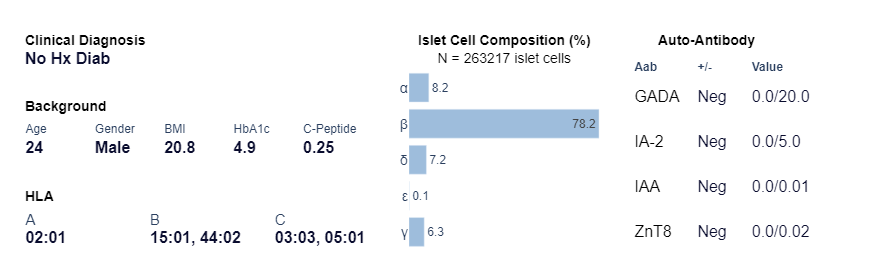 Clinical Diagnosis
No Hx Diab
Background
Age Gender BMI HbA1c C-Peptide
24 Male 20.8 4.9 0.25
HLA
A B C
02:01 15:01, 44:02 03:03, 05:01
Islet Cell Composition (%)
N = 263217 islet cells
α 8.2
β 78.2
δ 7.2
ε 0.1
γ 6.3
Auto-Antibody
Aab +/- Value
GADA Neg 0.0/20.0
IA-2 Neg 0.0/5.0
IAA Neg 0.0/0.01
ZnT8 Neg 0.0/0.02